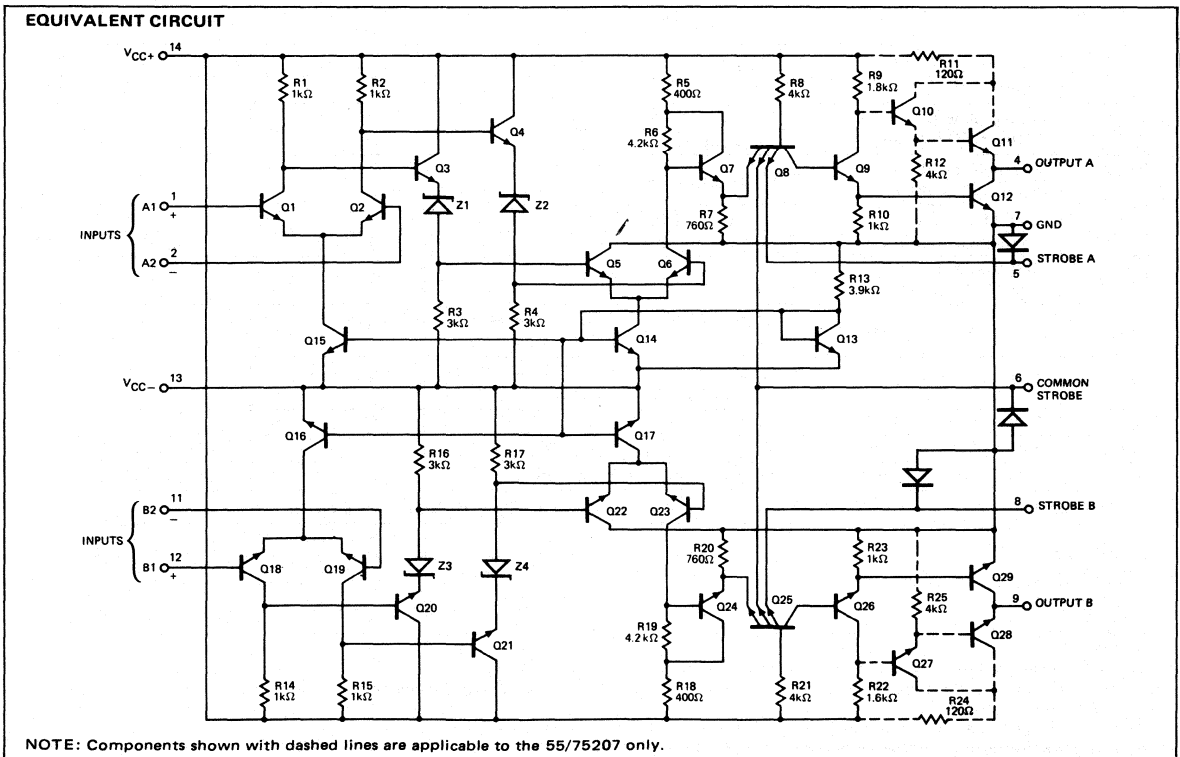 EQUIVALENT CIRCUIT
VCC+ 14
R1
1kΩ
R2
1kΩ
R5
400Ω
R8
4kΩ
R9
1.8kΩ
R11
120Ω
Q10
Q4
R6
4.2kΩ
Q7
Q11
Q3
Q8
Q9
R12
4kΩ
4
OUTPUT A
A1 1
+
Q1
Q2
Z1
Z2
Q12
INPUTS
R7
760Ω
R10
1kΩ
7
GND
A2 2
−
Q5
Q6
STROBE A
5
R13
3.9kΩ
R3
3kΩ
R4
3kΩ
Q15
Q14
Q13
VCC− 13
6
COMMON
STROBE
Q16
Q17
R16
3kΩ
R17
3kΩ
B2 11
−
Q22
Q23
8
STROBE B
INPUTS
B1 12
+
Q18
Q19
Z3
Z4
R20
760Ω
R23
1kΩ
Q29
Q20
Q24
Q25
Q26
R25
4kΩ
9
OUTPUT B
Q21
R19
4.2kΩ
Q28
Q27
R14
1kΩ
R15
1kΩ
R18
400Ω
R21
4kΩ
R22
1.6kΩ
R24
120Ω
NOTE: Components shown with dashed lines are applicable to the 55/75207 only.